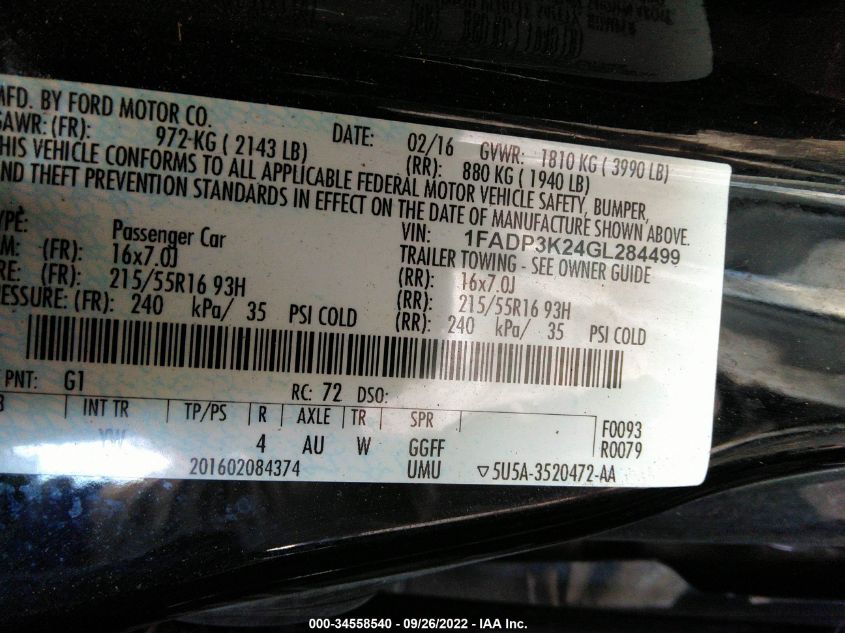 MFD. BY FORD MOTOR CO.
GAWR: (FR): 972-KG ( 2143 LB) DATE: 02/16 GVWR: 1810 KG ( 3990 LB)
(RR): 880 KG ( 1940 LB)
THIS VEHICLE CONFORMS TO ALL APPLICABLE FEDERAL MOTOR VEHICLE SAFETY, BUMPER,
AND THEFT PREVENTION STANDARDS IN EFFECT ON THE DATE OF MANUFACTURE SHOWN ABOVE.
YPE: Passenger Car VIN: 1FADP3K24GL284499
M: (FR) 16x7.0J TRAILER TOWING - SEE OWNER GUIDE
RE: (FR) 215/55R16 93H (RR): 16x7.0J
ESSURE: (FR): 240 kPa/ 35 PSI COLD (RR): 215/55R16 93H
(RR): 240 kPa/ 35 PSI COLD
PNT: G1 RC: 72 DSO:
INT TR TP/PS R AXLE TR SPR F0093
4 AU W GGFF R0079
201602084374 UMU ▽5U5A-3520472-AA
000-34558540 - 09/26/2022 - IAA Inc.